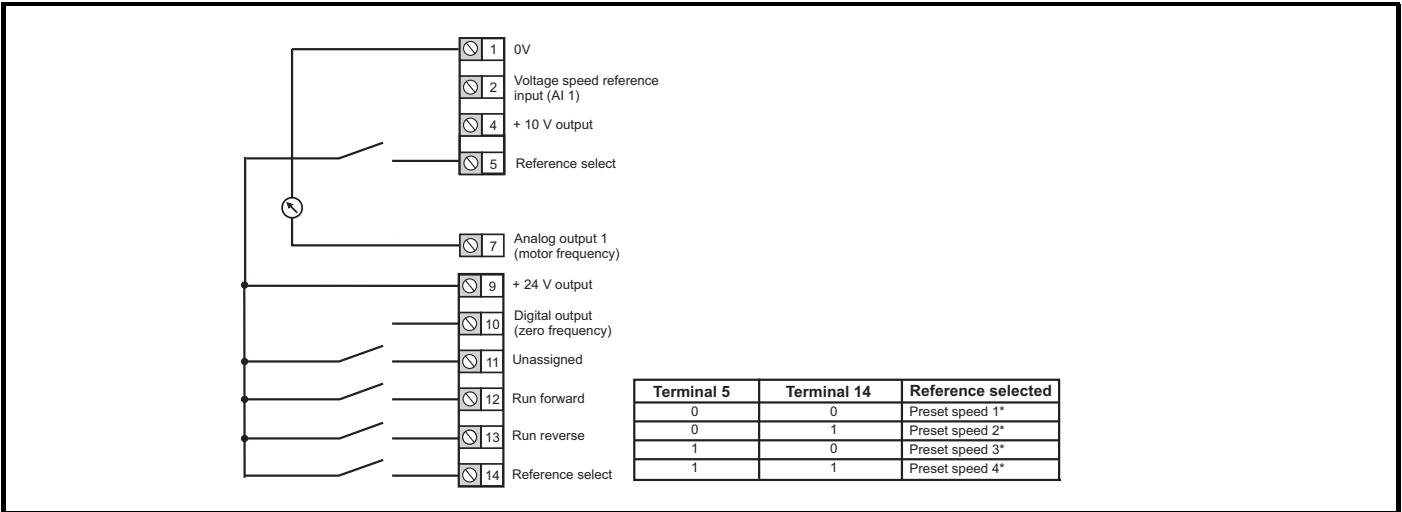 1 0V
2 Voltage speed reference
input (AI 1)
4 + 10 V output
5 Reference select
7 Analog output 1
(motor frequency)
9 + 24 V output
10 Digital output
(zero frequency)
11 Unassigned
12 Run forward
13 Run reverse
14 Reference select
Terminal 5 Terminal 14 Reference selected
0 0 Preset speed 1*
0 1 Preset speed 2*
1 0 Preset speed 3*
1 1 Preset speed 4*